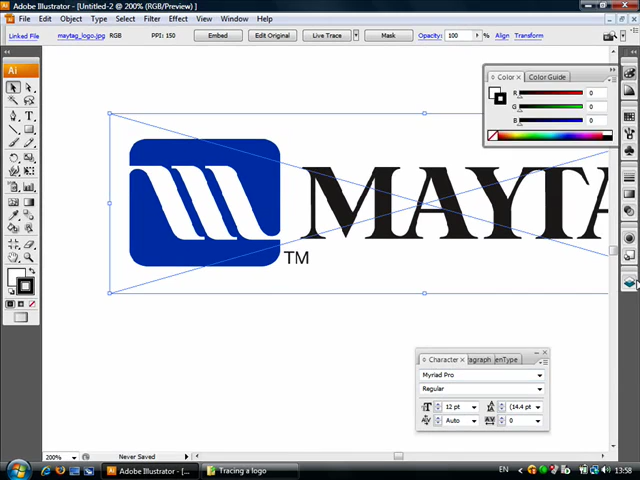 Adobe Illustrator - [Untitled-2 @ 200% (RGB/Preview) ]
File Edit Object Type Select Filter Effect View Window Help
Linked File maytag_logo.jpg RGB PPI: 150 Embed Edit Original Live Trace Mask Opacity: 100 % Align Transform
Ai
Color Color Guide
R 0
G 0
B 0
MAYTA
TM
Character aragraph enType
Myriad Pro
Regular
12 pt (14.4 pt
Auto 0
200% Never Saved
Adobe Illustrator - [... Tracing a logo EN 13:58